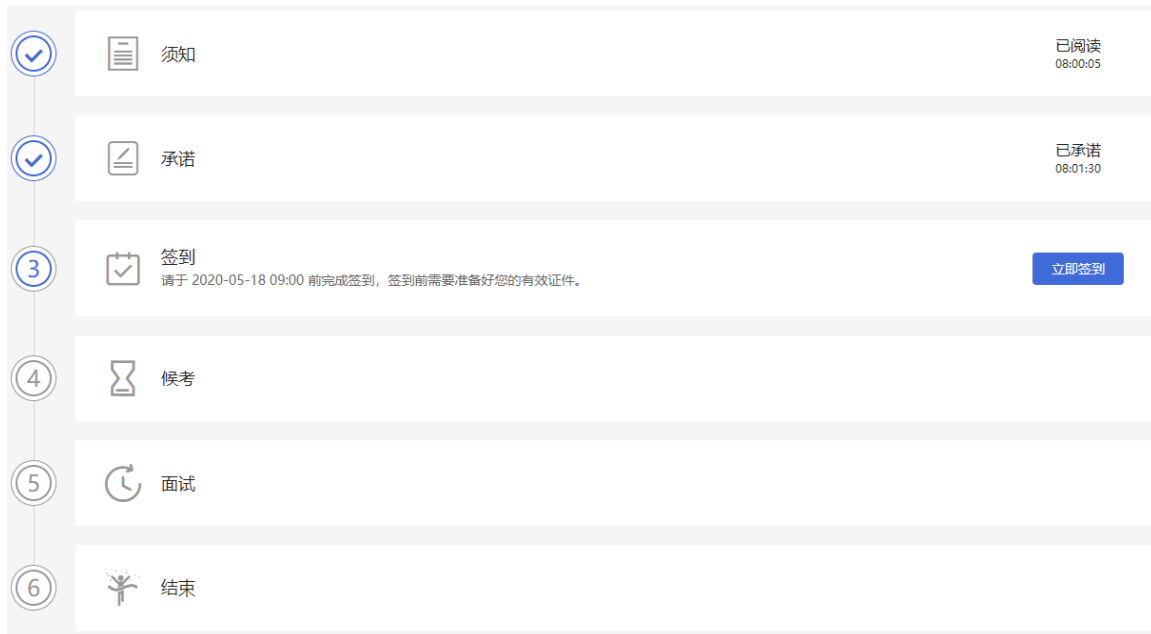 须知
已阅读
08:00:05
承诺
已承诺
08:01:30
3
签到
请于 2020-05-18 09:00 前完成签到，签到前需要准备好您的有效证件。
立即签到
4
候考
5
面试
6
结束